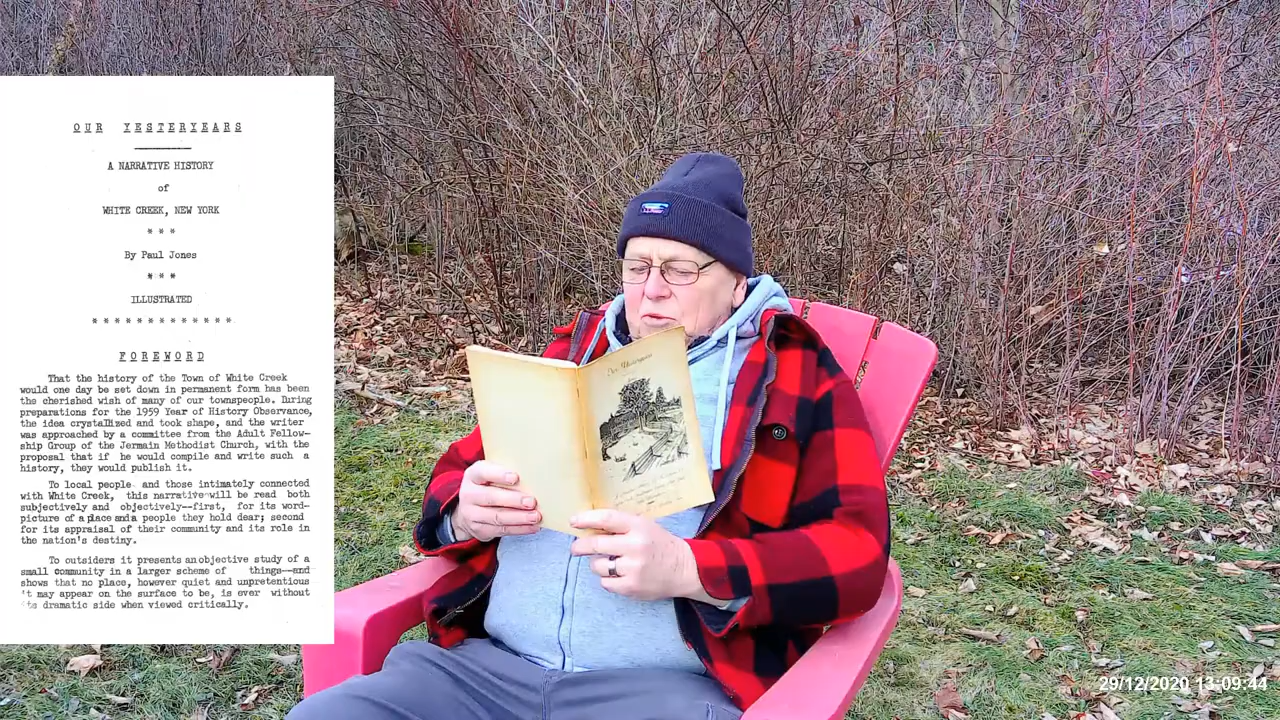 OUR YESTERYEARS
A NARRATIVE HISTORY
of
WHITE CREEK, NEW YORK
* * *
By Paul Jones
* * *
ILLUSTRATED
* * * * * * * * * * * * *
FOREWORD
That the history of the Town of White Creek
would one day be set down in permanent form has been
the cherished wish of many of our townspeople. During
preparations for the 1959 Year of History Observance,
the idea crystallized and took shape, and the writer
was approached by a committee from the Adult Fellow-
ship Group of the Jermain Methodist Church, with the
proposal that if he would compile and write such a
history, they would publish it.
To local people and those intimately connected
with White Creek, this narrative will be read both
subjectively and objectively--first, for its word-
picture of a place and a people they hold dear; second
for its appraisal of their community and its role in
the nation's destiny.
To outsiders it presents an objective study of a
small community in a larger scheme of things--and
shows that no place, however quiet and unpretentious
it may appear on the surface to be, is ever without
its dramatic side when viewed critically.
Our Yesteryears
29/12/2020 13:09:44